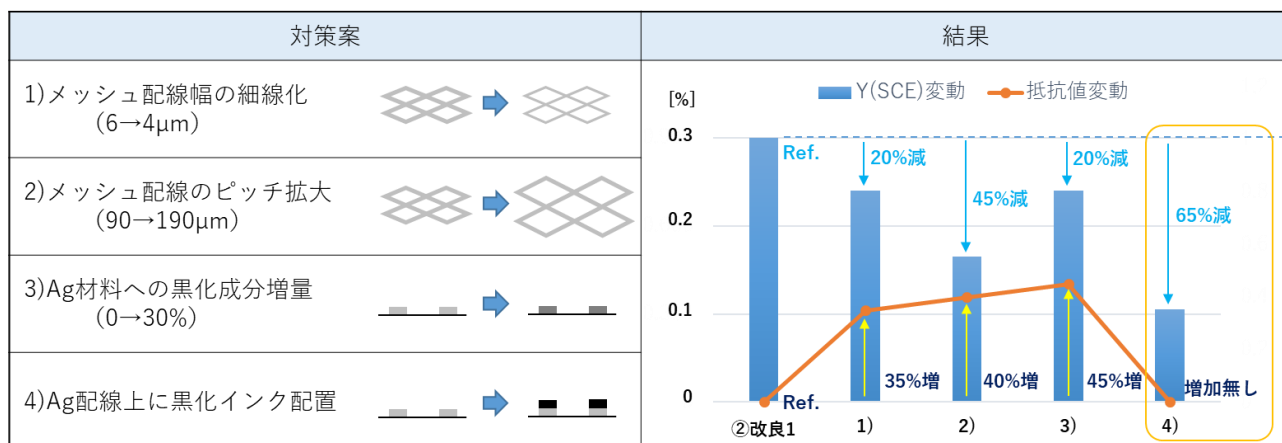 対策案
結果
1)メッシュ配線幅の細線化
(6→4μm)
2)メッシュ配線のピッチ拡大
(90→190μm)
3)Ag材料への黒化成分増量
(0→30%)
4)Ag配線上に黒化インク配置
Y(SCE)変動
抵抗値変動
[%]
0.3
0.2
0.1
0
Ref.
20%減
45%減
20%減
65%減
Ref.
35%増
40%増
45%増
増加無し
②改良1
1)
2)
3)
4)